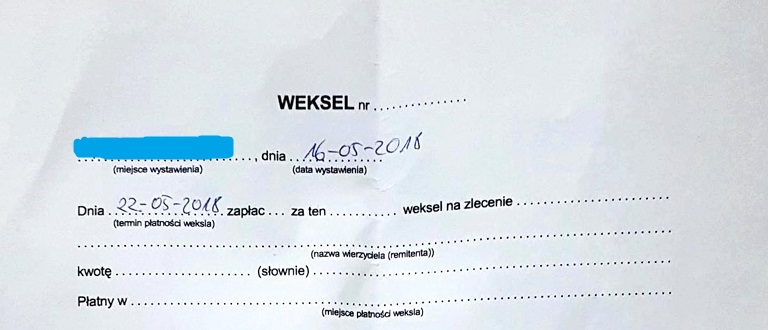 WEKSEL nr ..................
...................................., dnia ..16-05-2018
(miejsce wystawienia) (data wystawienia)
Dnia ..22-05-2018. zapłac ... za ten ............. weksel na zlecenie ............................
(termin płatności weksla)
....................................................................................................
(nazwa wierzyciela (remitenta))
kwotę ......................... (słownie) ..................................................................
Płatny w ....................................................................................................
(miejsce płatności weksla)